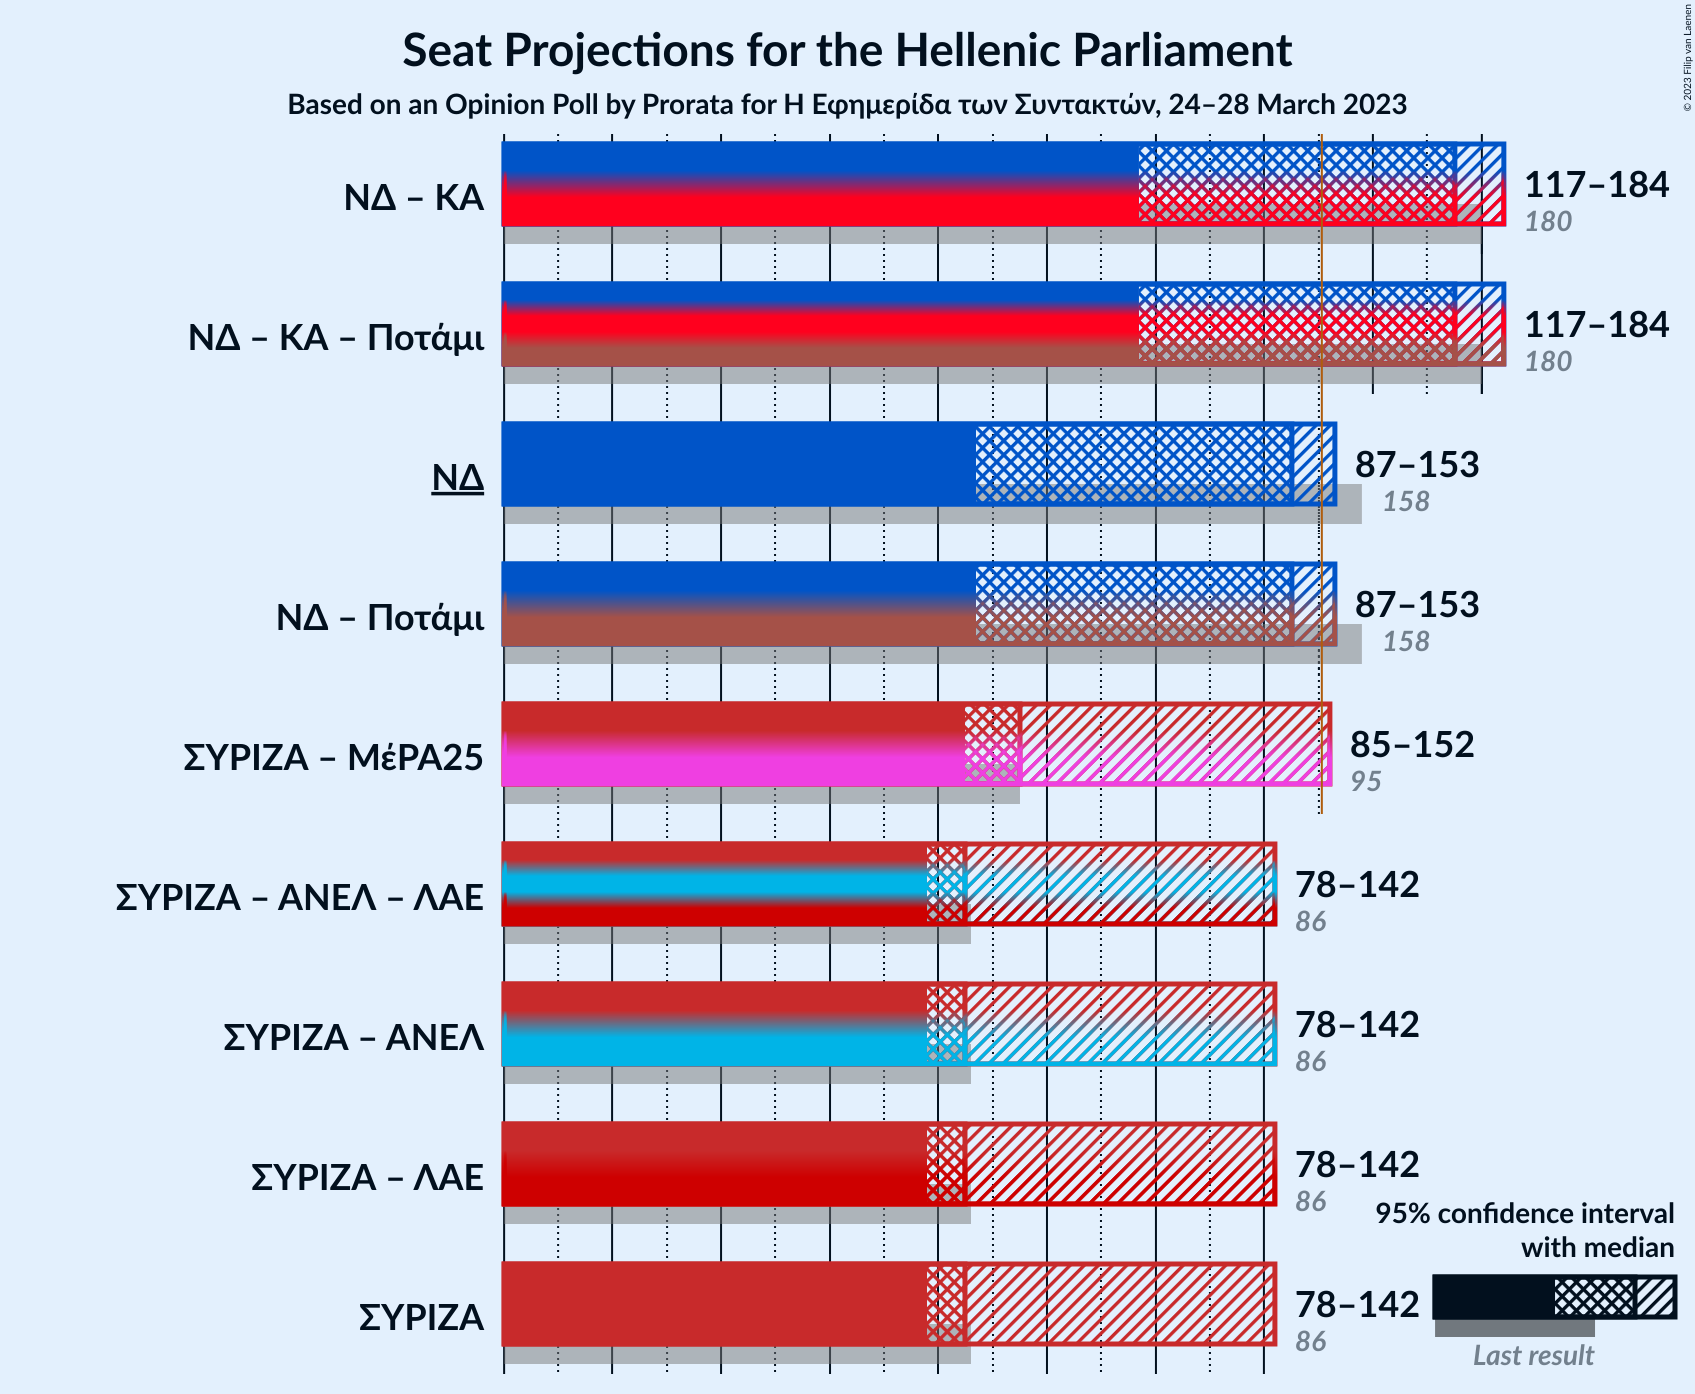 Seat Projections for the Hellenic Parliament
Based on an Opinion Poll by Prorata for Η Εφημερίδα των Συντακτών, 24–28 March 2023
© 2023 Filip van Laenen
ΝΔ – ΚΑ
117–184
180
ΝΔ – ΚΑ – Ποτάμι
117–184
180
ΝΔ
87–153
158
ΝΔ – Ποτάμι
87–153
158
ΣΥΡΙΖΑ – ΜέΡΑ25
85–152
95
ΣΥΡΙΖΑ – ΑΝΕΛ – ΛΑΕ
78–142
86
ΣΥΡΙΖΑ – ΑΝΕΛ
78–142
86
ΣΥΡΙΖΑ – ΛΑΕ
78–142
86
ΣΥΡΙΖΑ
78–142
86
95% confidence interval
with median
Last result